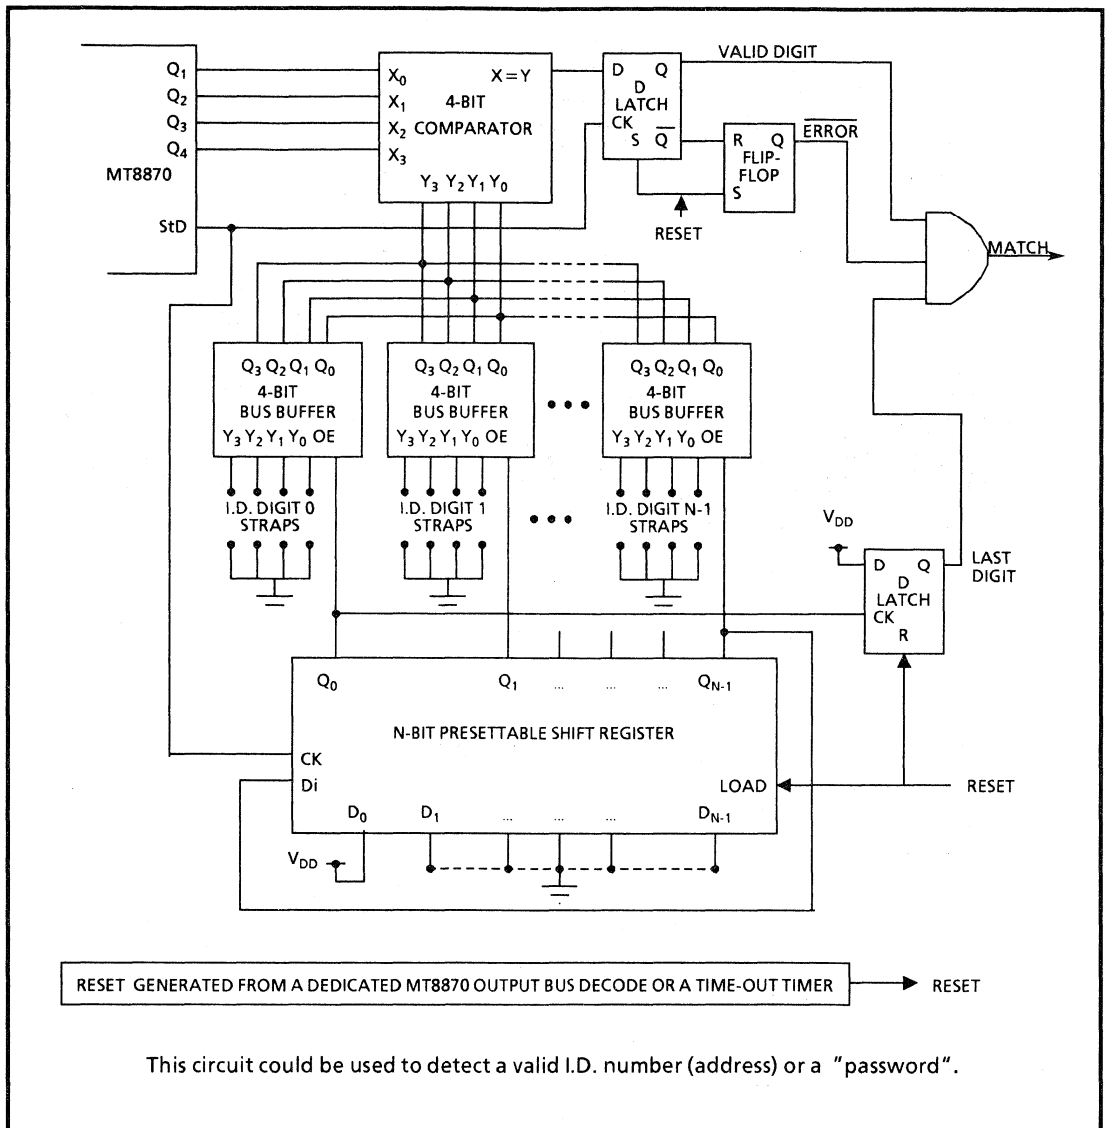 Q1
Q2
Q3
Q4
MT8870
StD
X0
X1
X2
X3
X=Y
4-BIT
COMPARATOR
Y3 Y2 Y1 Y0
D Q
D
LATCH
CK
S Q̅
VALID DIGIT
R Q
FLIP-
FLOP
S
E̅R̅R̅O̅R̅
RESET
MATCH
Q3 Q2 Q1 Q0
4-BIT
BUS BUFFER
Y3 Y2 Y1 Y0 OE
Q3 Q2 Q1 Q0
4-BIT
BUS BUFFER
Y3 Y2 Y1 Y0 OE
Q3 Q2 Q1 Q0
4-BIT
BUS BUFFER
Y3 Y2 Y1 Y0 OE
I.D. DIGIT 0
STRAPS
I.D. DIGIT 1
STRAPS
I.D. DIGIT N-1
STRAPS
VDD
D Q
D
LATCH
CK
R
LAST
DIGIT
Q0 Q1 ... ... ... QN-1
N-BIT PRESETTABLE SHIFT REGISTER
CK
Di
LOAD
RESET
D0 D1 ... ... ... DN-1
VDD
RESET GENERATED FROM A DEDICATED MT8870 OUTPUT BUS DECODE OR A TIME-OUT TIMER
RESET
This circuit could be used to detect a valid I.D. number (address) or a "password".